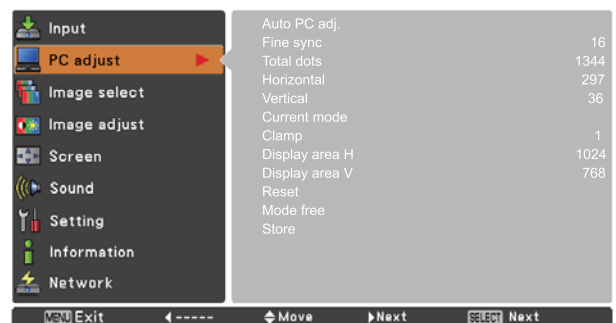 Input
PC adjust
Image select
Image adjust
Screen
Sound
Setting
Information
Network
Auto PC adj.
Fine sync 16
Total dots 1344
Horizontal 297
Vertical 36
Current mode
Clamp 1
Display area H 1024
Display area V 768
Reset
Mode free
Store
MENU Exit ◀ ----- ◆ Move ▶ Next SELECT Next